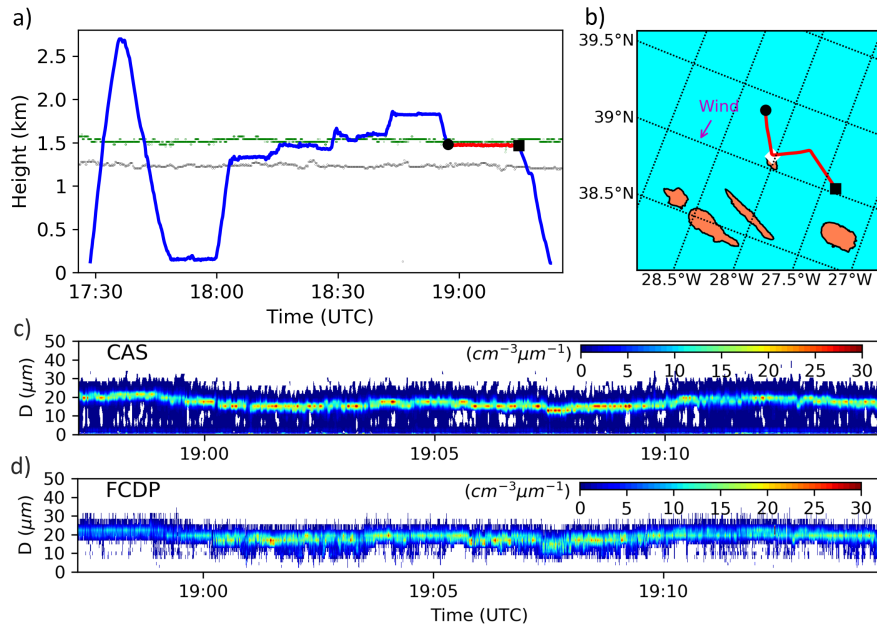 a)
Height (km)
2.5
2.0
1.5
1.0
0.5
0
17:30
18:00
18:30
19:00
Time (UTC)
b)
39.5°N
39°N
38.5°N
Wind
28.5°W
28°W
27.5°W
27°W
c)
D (μm)
50
40
30
20
10
0
CAS
(cm⁻³μm⁻¹)
0 5 10 15 20 25 30
19:00 19:05 19:10
d)
D (μm)
50
40
30
20
10
0
FCDP
(cm⁻³μm⁻¹)
0 5 10 15 20 25 30
19:00 19:05 19:10
Time (UTC)